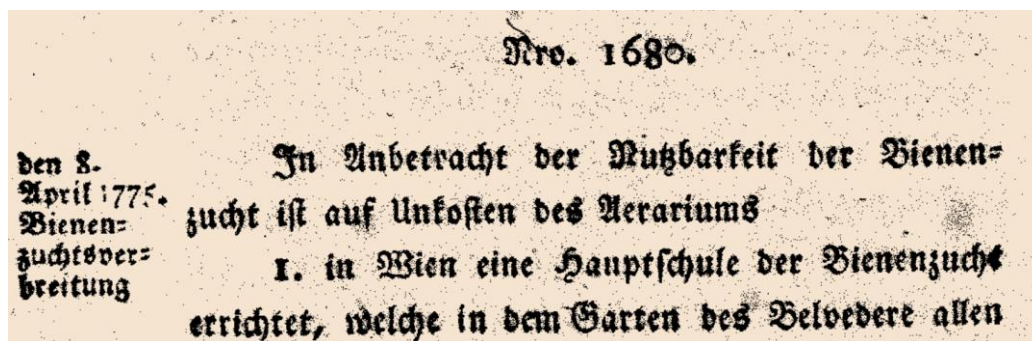 Nro. 1680.
den 8.
April 1775.
Bienen=
zuchtsver=
breitung
In Anbetracht der Nutzbarkeit der Bienen=
zucht ist auf Unkosten des Aerariums
1. in Wien eine Hauptschule der Bienenzucht
errichtet, welche in dem Garten des Belvedere allen